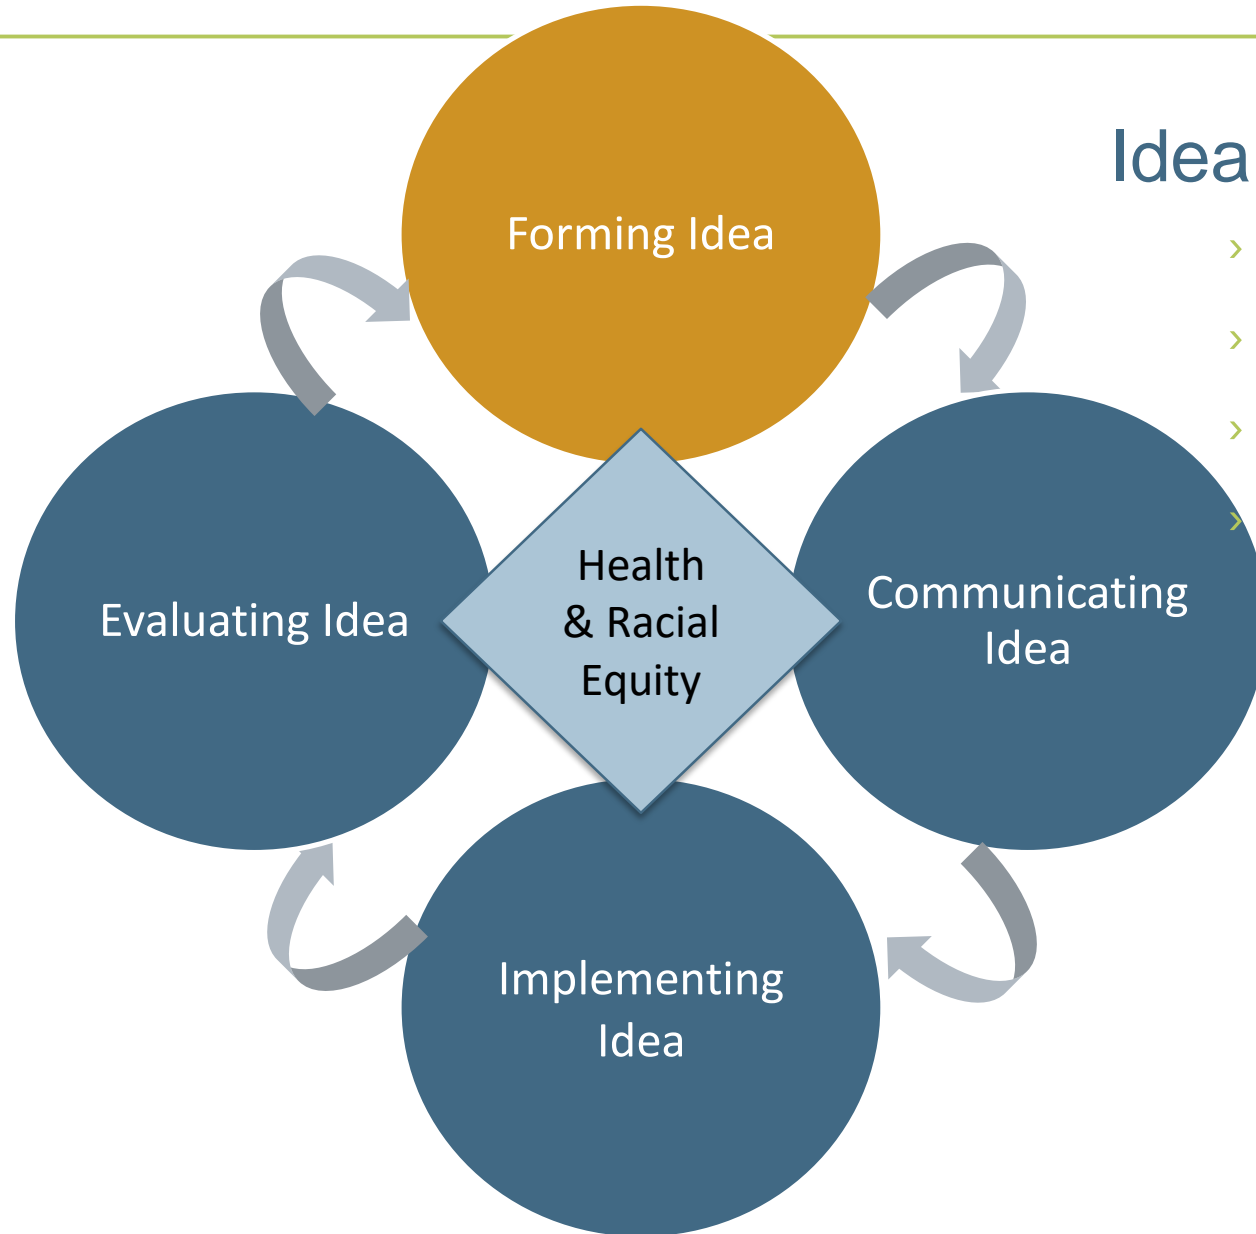 Forming Idea
Idea
›
›
›
›
Health
& Racial
Equity
Evaluating Idea
Communicating
Idea
Implementing
Idea